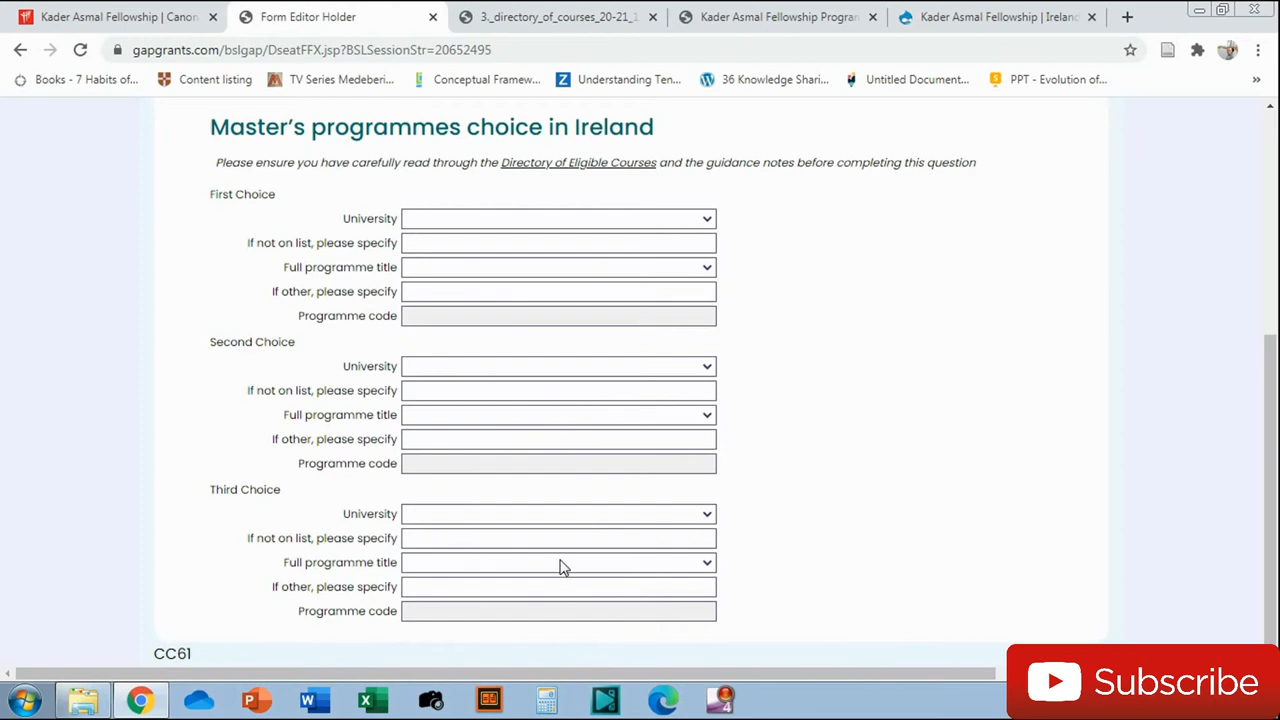 Kader Asmal Fellowship | Canon
Form Editor Holder
3._directory_of_courses_20-21_1
Kader Asmal Fellowship Program
Kader Asmal Fellowship | Ireland
gapgrants.com/bslgap/DseatFFX.jsp?BSLSessionStr=20652495
Books - 7 Habits of...
Content listing
TV Series Medeberi...
Conceptual Framew...
Understanding Ten...
36 Knowledge Shari...
Untitled Document...
PPT - Evolution of...
Master's programmes choice in Ireland
Please ensure you have carefully read through the Directory of Eligible Courses and the guidance notes before completing this question
First Choice
University
If not on list, please specify
Full programme title
If other, please specify
Programme code
Second Choice
University
If not on list, please specify
Full programme title
If other, please specify
Programme code
Third Choice
University
If not on list, please specify
Full programme title
If other, please specify
Programme code
CC61
Subscribe